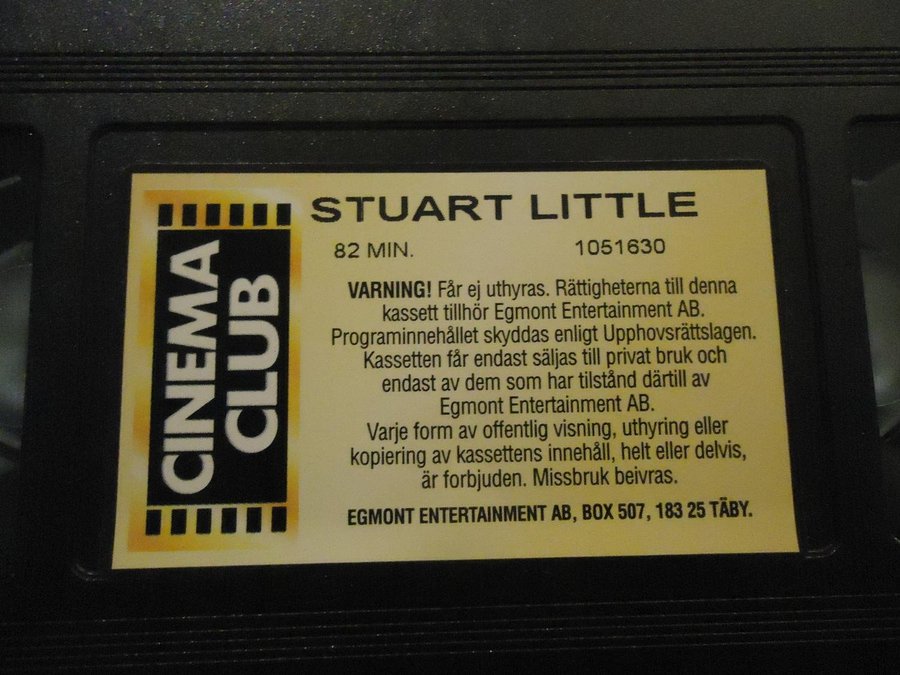 CINEMA
CLUB
STUART LITTLE
82 MIN. 1051630
VARNING! Får ej uthyras. Rättigheterna till denna
kassett tillhör Egmont Entertainment AB.
Programinnehållet skyddas enligt Upphovsrättslagen.
Kassetten får endast säljas till privat bruk och
endast av dem som har tilstånd därtill av
Egmont Entertainment AB.
Varje form av offentlig visning, uthyring eller
kopiering av kassettens innehåll, helt eller delvis,
är forbjuden. Missbruk beivras.
EGMONT ENTERTAINMENT AB, BOX 507, 183 25 TÄBY.